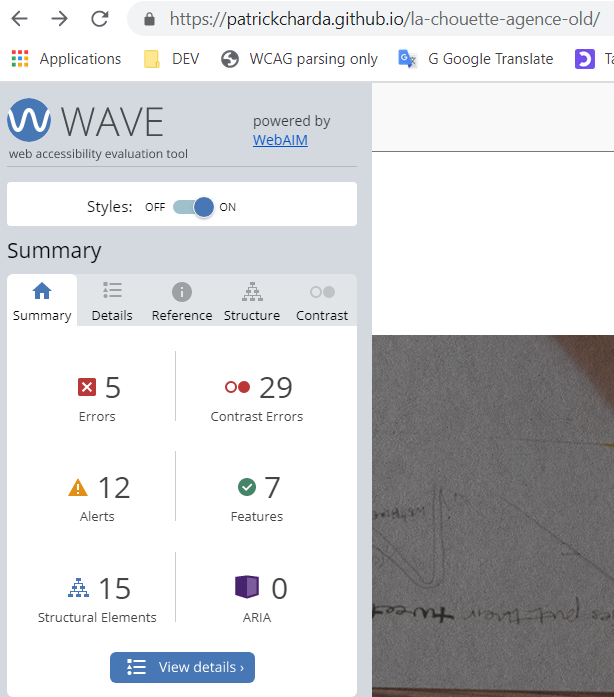 https://patrickcharda.github.io/la-chouette-agence-old/
Applications DEV WCAG parsing only G Google Translate
WAVE
web accessibility evaluation tool
powered by
WebAIM
Styles: OFF ON
Summary
Summary Details Reference Structure Contrast
5
Errors
29
Contrast Errors
12
Alerts
7
Features
15
Structural Elements
0
ARIA
View details ›